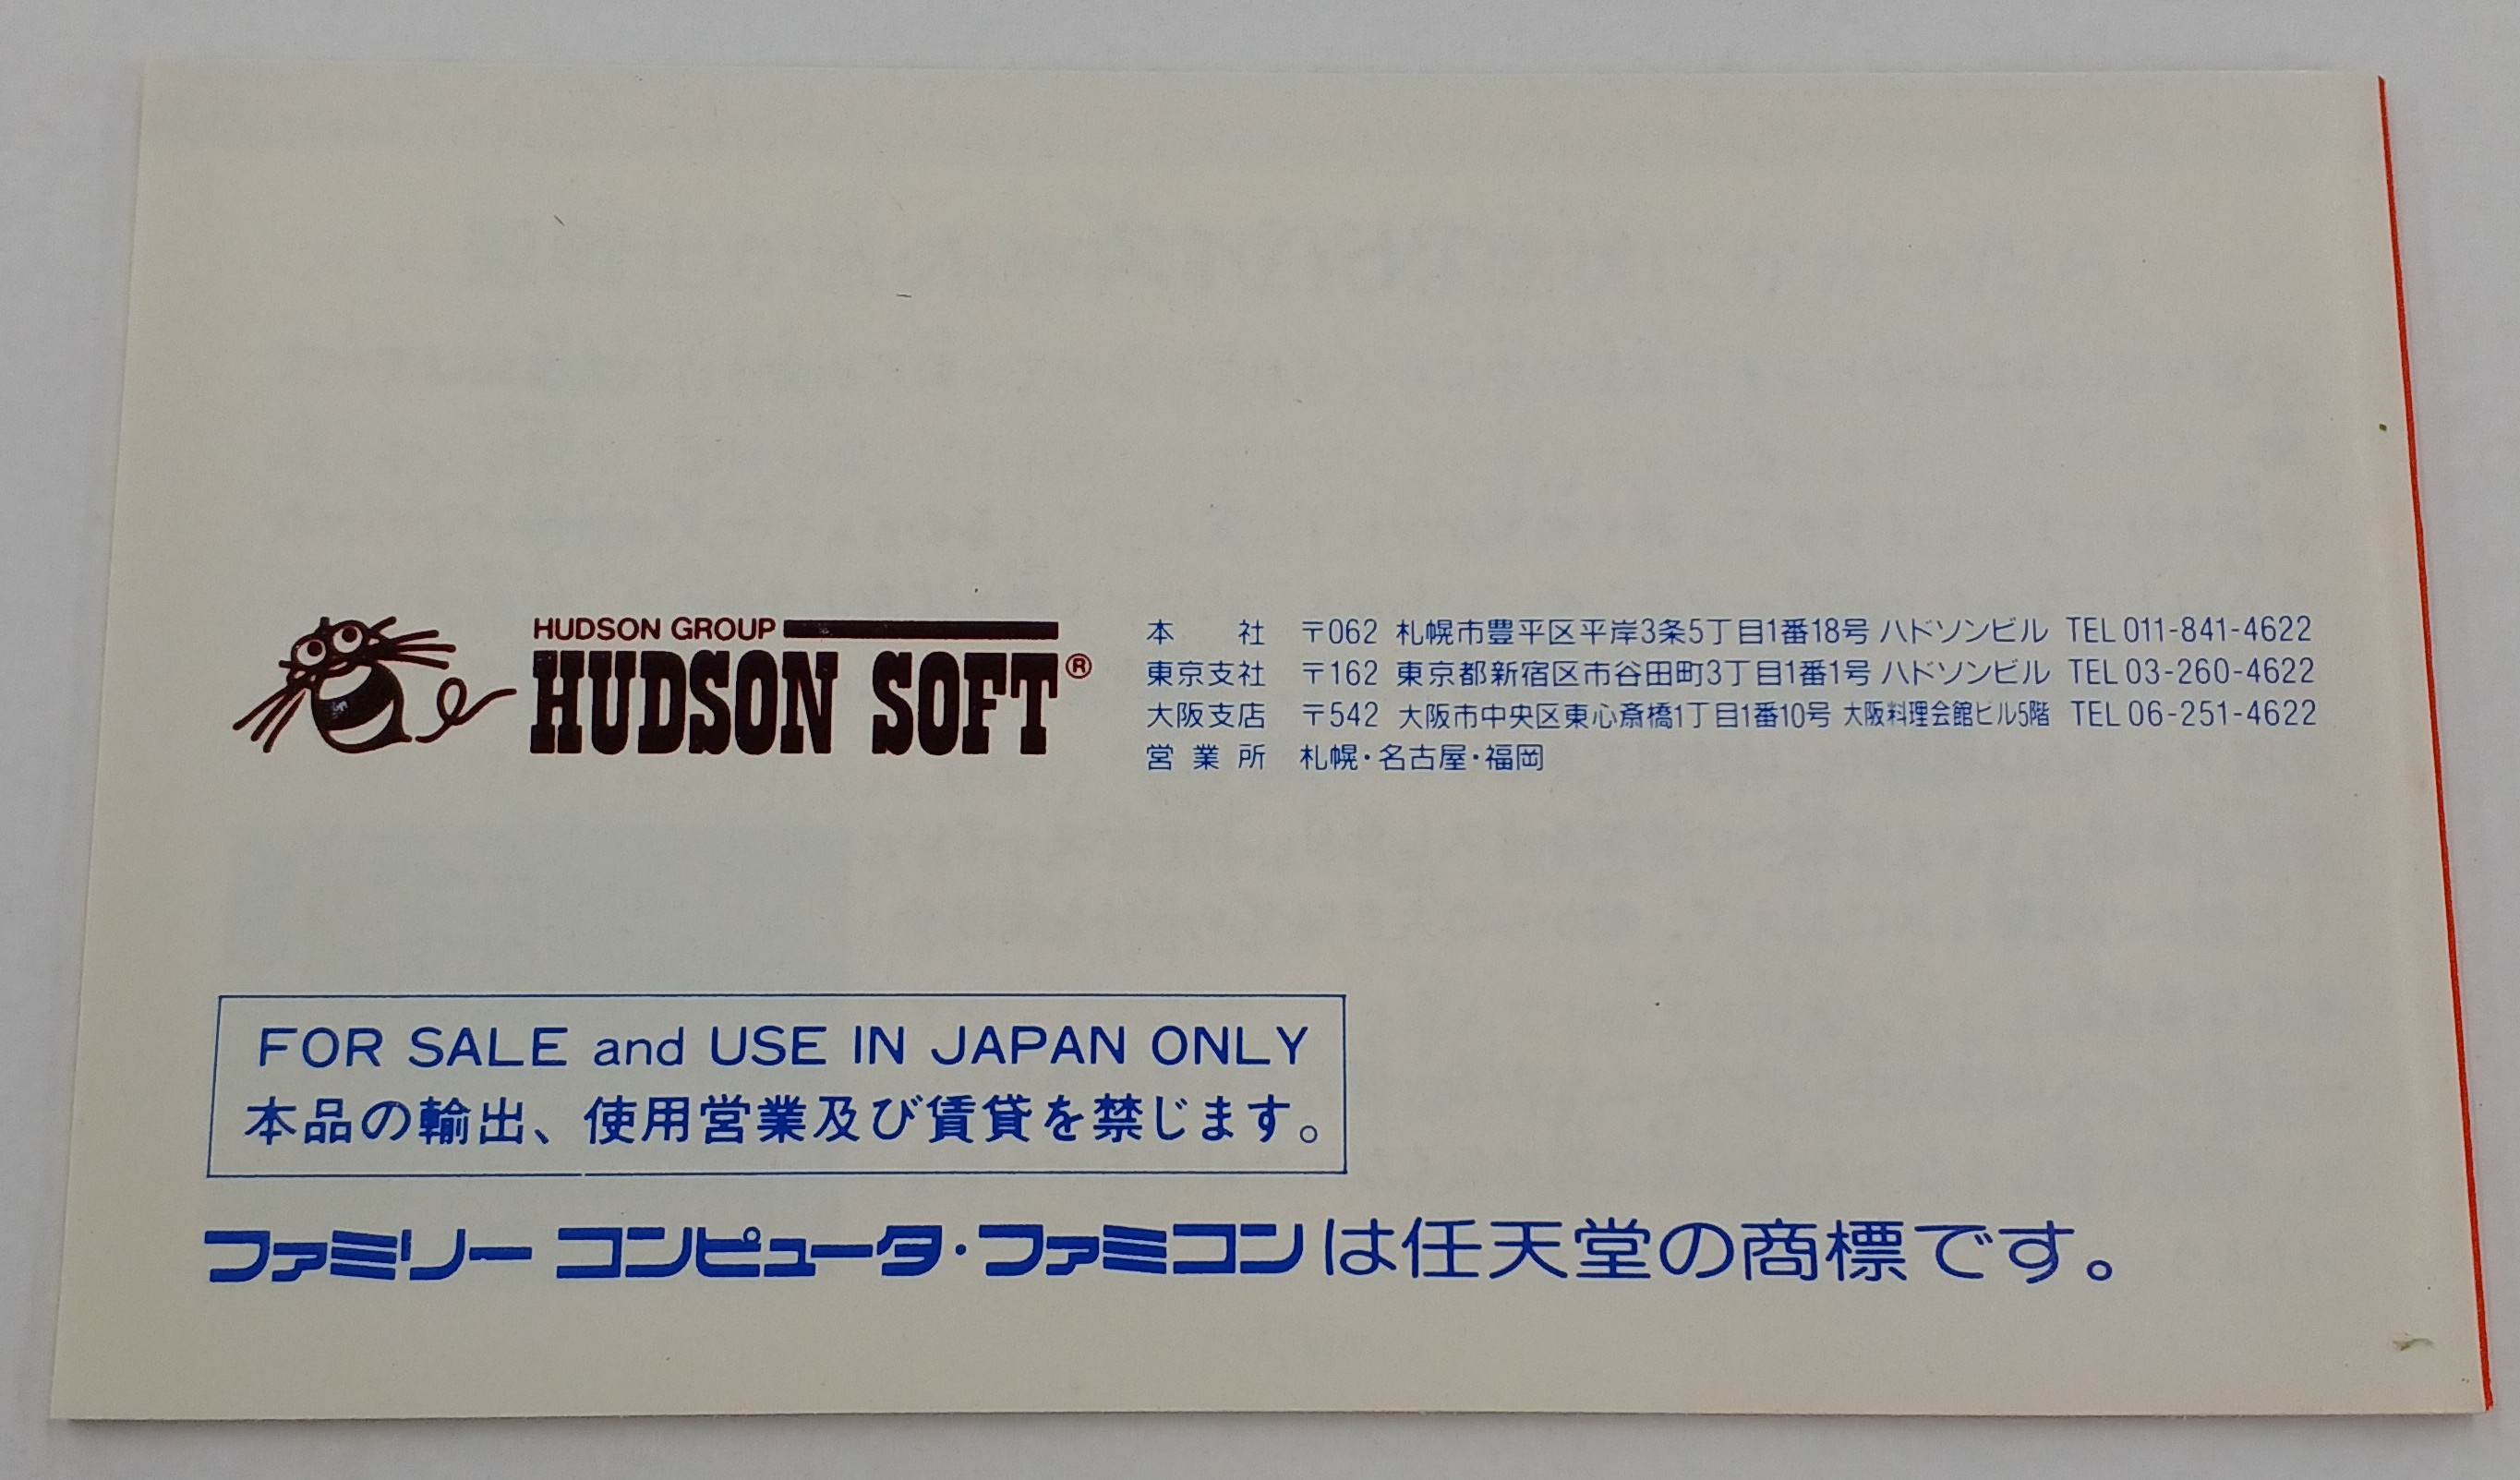 HUDSON GROUP
HUDSON SOFT®
本社 〒062 札幌市豊平区平岸3条5丁目1番18号 ハドソンビル TEL 011-841-4622
東京支社 〒162 東京都新宿区市谷田町3丁目1番1号 ハドソンビル TEL 03-260-4622
大阪支店 〒542 大阪市中央区東心斎橋1丁目1番10号 大阪料理会館ビル5階 TEL 06-251-4622
営業所 札幌・名古屋・福岡
FOR SALE and USE IN JAPAN ONLY
本品の輸出、使用営業及び賃貸を禁じます。
ファミリー コンピュータ・ファミコンは任天堂の商標です。